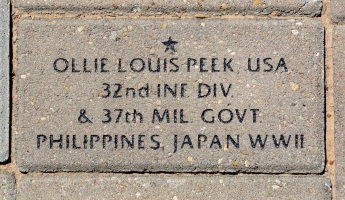 OLLIE LOUIS PEEK, USA
32nd INF DIV.
& 37th MIL. GOVT
PHILIPPINES, JAPAN WWII